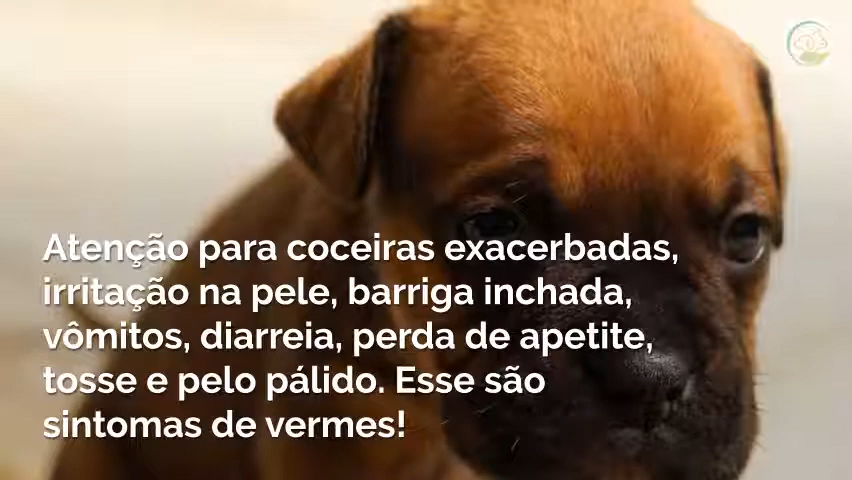 Atenção para coceiras exacerbadas,
irritação na pele, barriga inchada,
vômitos, diarreia, perda de apetite,
tosse e pelo pálido. Esse são
sintomas de vermes!